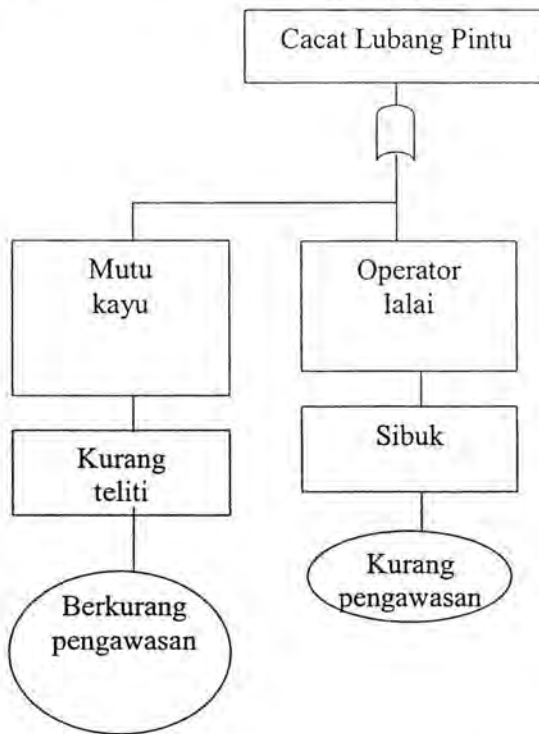 Cacat Lubang Pintu
Mutu
kayu
Operator
lalai
Kurang
teliti
Sibuk
Berkurang
pengawasan
Kurang
pengawasan